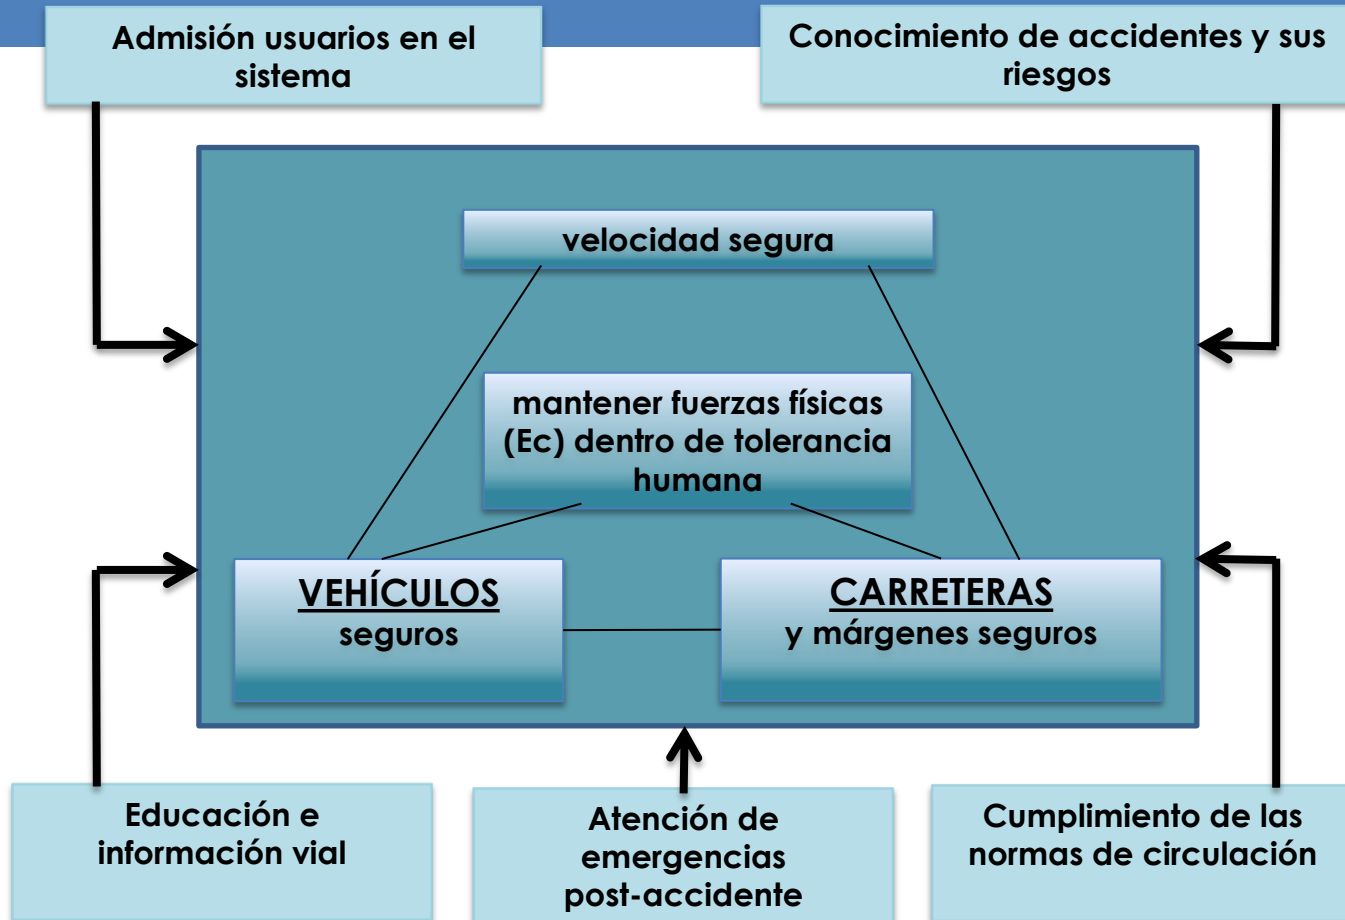 Admisión usuarios en el
sistema
Conocimiento de accidentes y sus
riesgos
velocidad segura
mantener fuerzas físicas
(Ec) dentro de tolerancia
humana
VEHÍCULOS
seguros
CARRETERAS
y márgenes seguros
Educación e
información vial
Atención de
emergencias
post-accidente
Cumplimiento de las
normas de circulación